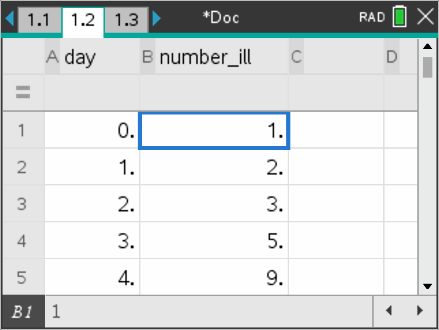 1.1 1.2 1.3 *Doc RAD
A day B number_ill C D
=
1 0. 1.
2 1. 2.
3 2. 3.
4 3. 5.
5 4. 9.
B1 1